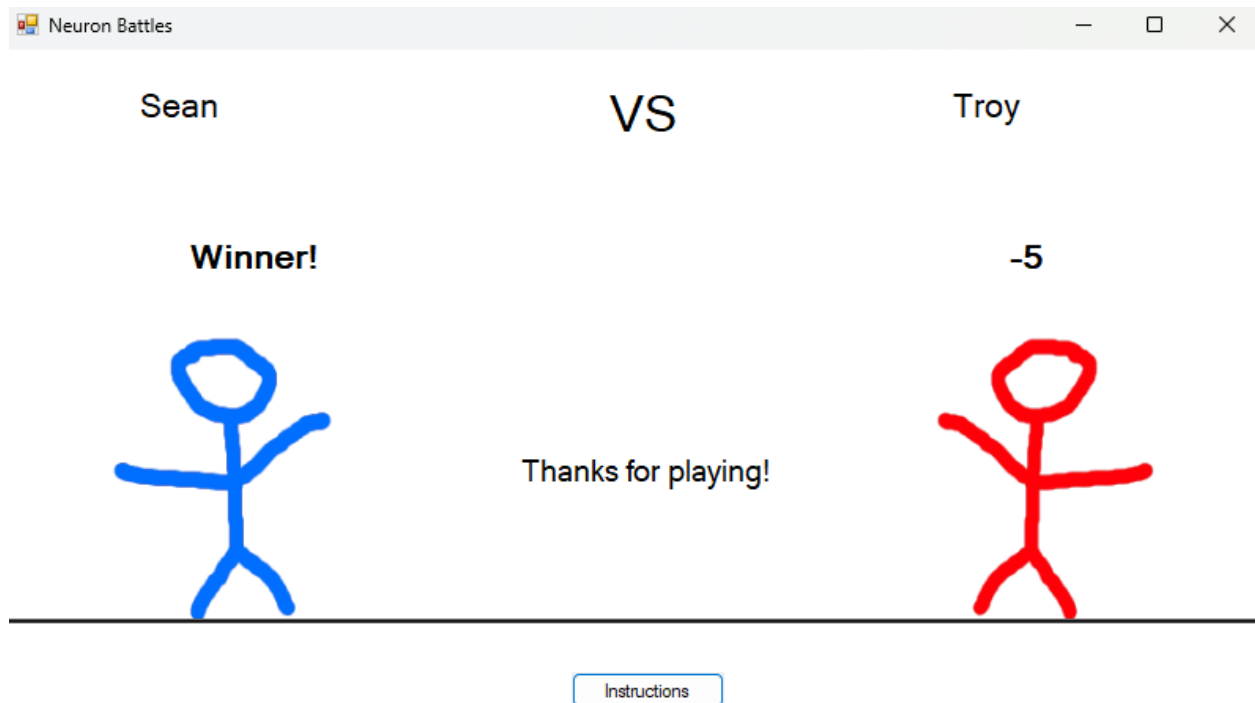 Neuron Battles
Sean VS Troy
Winner! -5
Thanks for playing!
Instructions